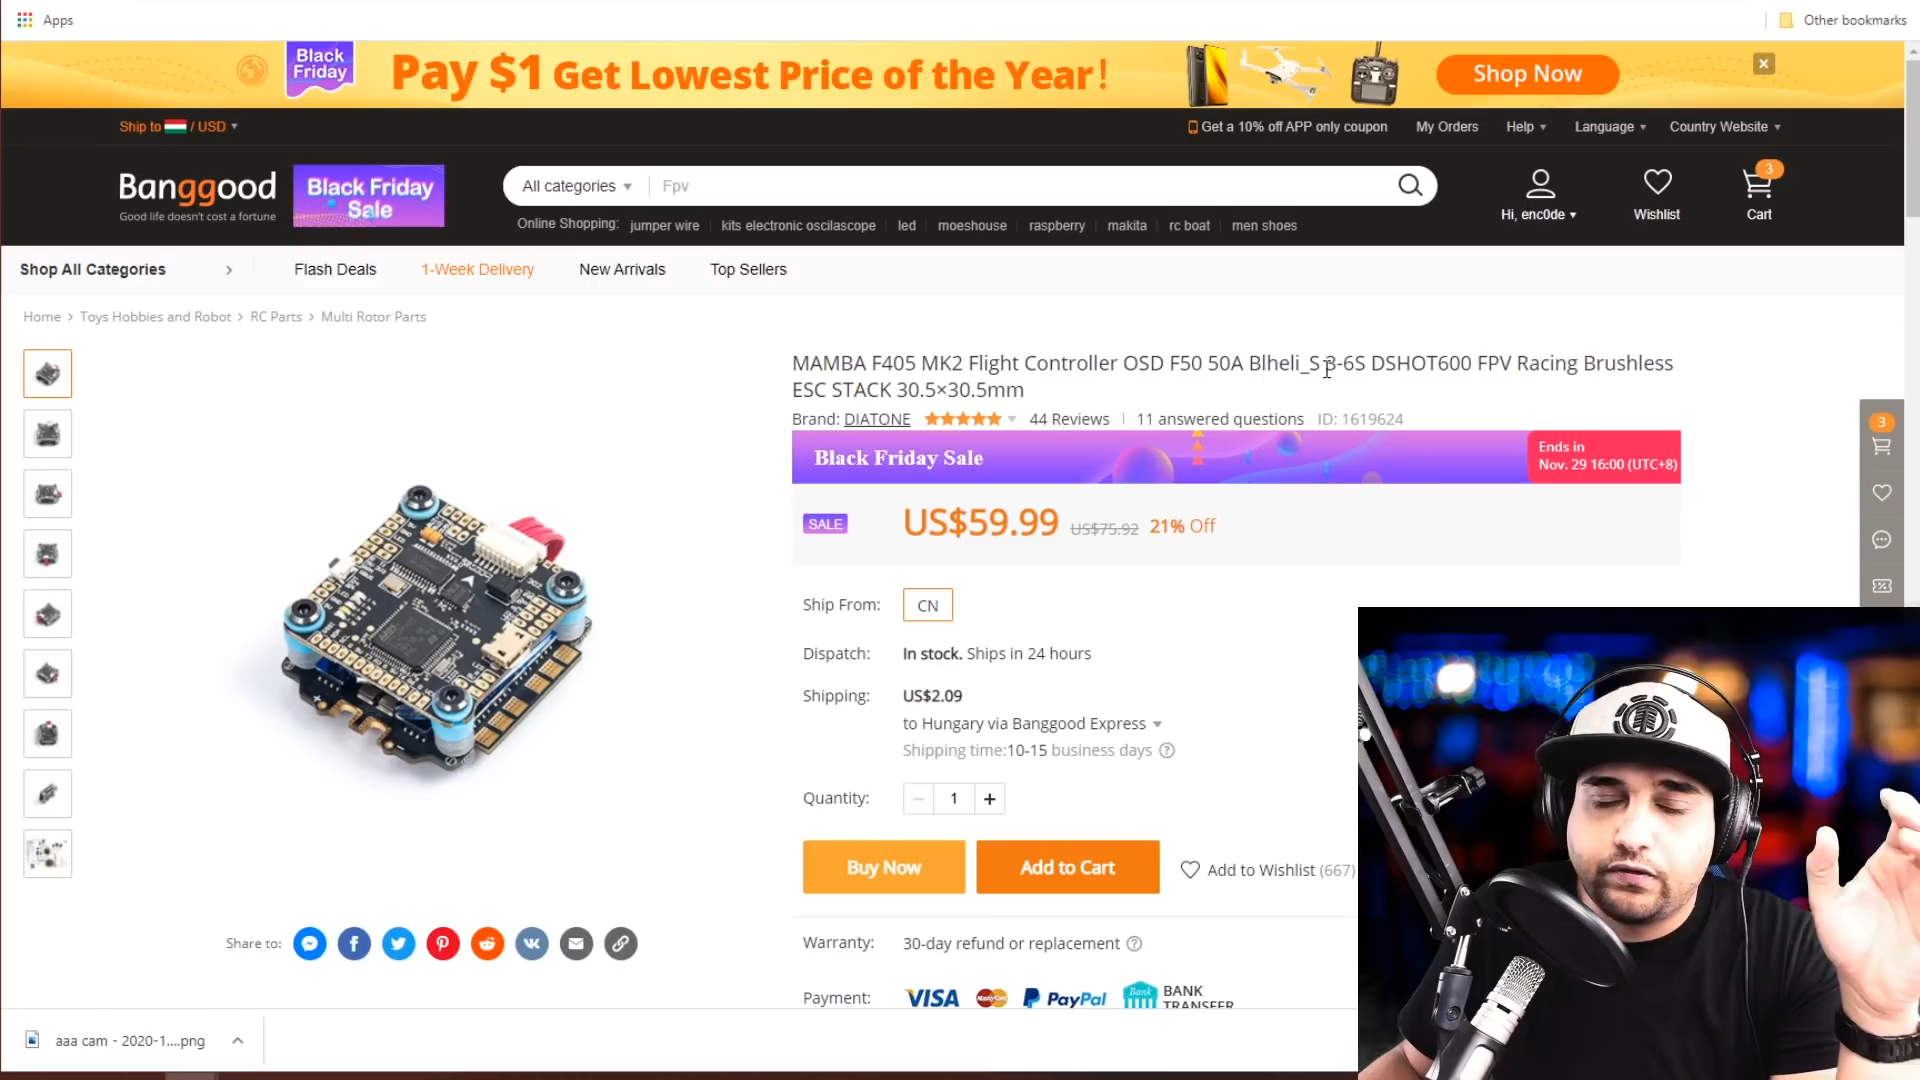 Apps
Other bookmarks
Black
Friday
Pay $1 Get Lowest Price of the Year!
Shop Now
Ship to / USD
Get a 10% off APP only coupon
My Orders
Help
Language
Country Website
Banggood
Good life doesn't cost a fortune
Black Friday
Sale
All categories
Fpv
Online Shopping: jumper wire kits electronic oscilascope led moeshouse raspberry makita rc boat men shoes
Hi, enc0de
Wishlist
3
Cart
Shop All Categories
Flash Deals
1-Week Delivery
New Arrivals
Top Sellers
Home > Toys Hobbies and Robot > RC Parts > Multi Rotor Parts
MAMBA F405 MK2 Flight Controller OSD F50 50A Blheli_S 3-6S DSHOT600 FPV Racing Brushless
ESC STACK 30.5×30.5mm
Brand: DIATONE 44 Reviews 11 answered questions ID: 1619624
Black Friday Sale
Ends in
Nov. 29 16:00 (UTC+8)
SALE US$59.99 US$75.92 21% Off
3
Ship From: CN
Dispatch: In stock. Ships in 24 hours
Shipping: US$2.09
to Hungary via Banggood Express
Shipping time:10-15 business days
Quantity: 1 +
Buy Now
Add to Cart
Add to Wishlist (667)
Share to:
Warranty: 30-day refund or replacement
Payment: VISA MasterCard PayPal Bank BANK
TRANSFER
aaa cam - 2020-1....png